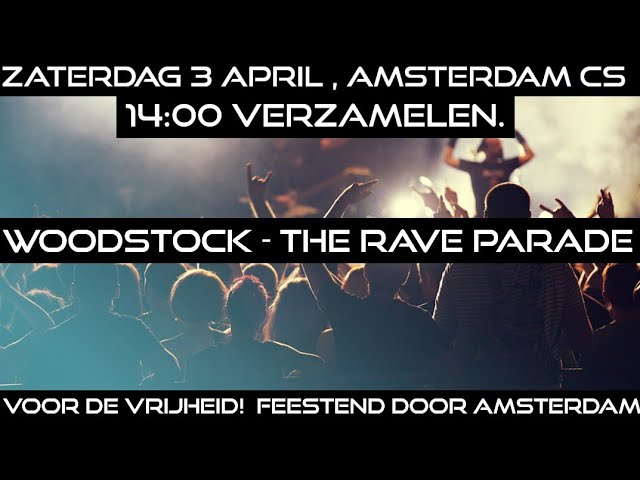 ZATERDAG 3 APRIL , AMSTERDAM CS
14:00 VERZAMELEN.
WOODSTOCK - THE RAVE PARADE
VOOR DE VRIJHEID! FEESTEND DOOR AMSTERDAM